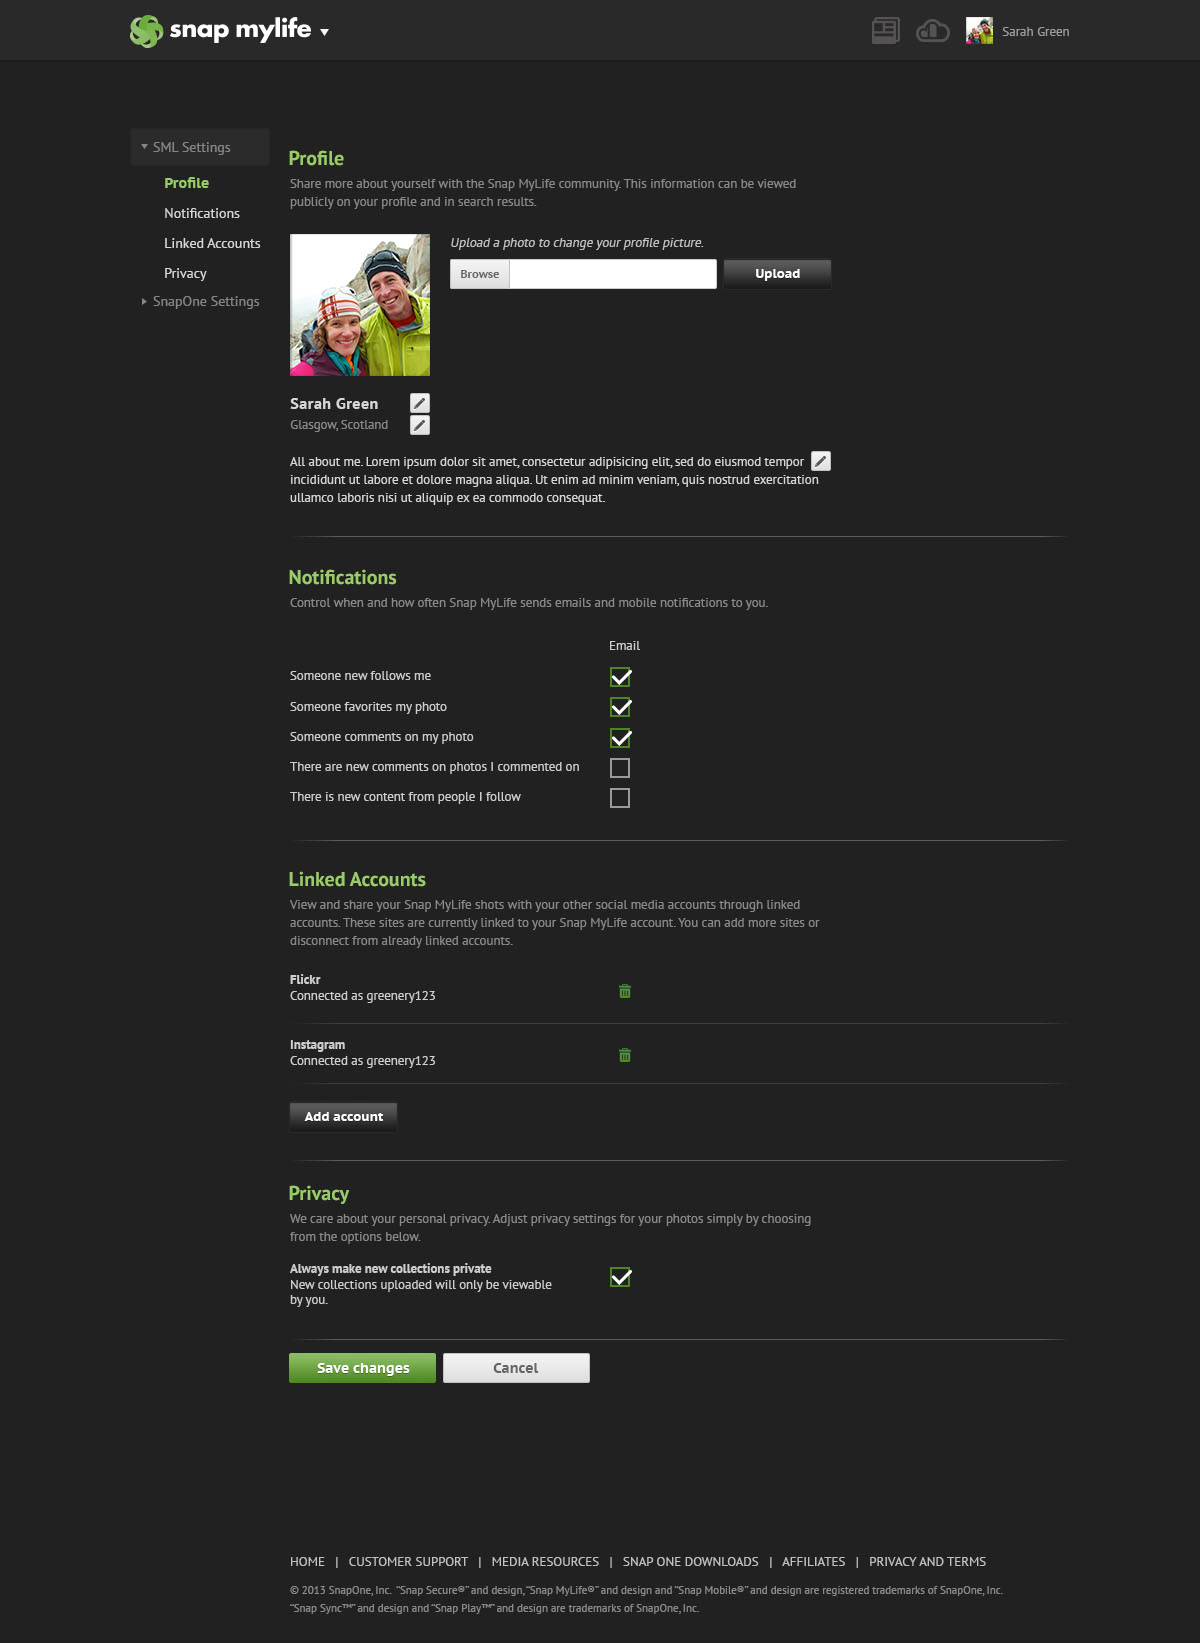 snap mylife
Sarah Green
SML Settings
Profile
Notifications
Linked Accounts
Privacy
SnapOne Settings
Profile
Share more about yourself with the Snap MyLife community. This information can be viewed
publicly on your profile and in search results.
Upload a photo to change your profile picture.
Browse
Upload
Sarah Green
Glasgow, Scotland
All about me. Lorem ipsum dolor sit amet, consectetur adipisicing elit, sed do eiusmod tempor
incididunt ut labore et dolore magna aliqua. Ut enim ad minim veniam, quis nostrud exercitation
ullamco laboris nisi ut aliquip ex ea commodo consequat.
Notifications
Control when and how often Snap MyLife sends emails and mobile notifications to you.
Email
Someone new follows me
Someone favorites my photo
Someone comments on my photo
There are new comments on photos I commented on
There is new content from people I follow
Linked Accounts
View and share your Snap MyLife shots with your other social media accounts through linked
accounts. These sites are currently linked to your Snap MyLife account. You can add more sites or
disconnect from already linked accounts.
Flickr
Connected as greenery123
Instagram
Connected as greenery123
Add account
Privacy
We care about your personal privacy. Adjust privacy settings for your photos simply by choosing
from the options below.
Always make new collections private
New collections uploaded will only be viewable
by you.
Save changes
Cancel
HOME | CUSTOMER SUPPORT | MEDIA RESOURCES | SNAP ONE DOWNLOADS | AFFILIATES | PRIVACY AND TERMS
© 2013 SnapOne, Inc. "Snap Secure®" and design, "Snap MyLife®" and design and "Snap Mobile®" and design are registered trademarks of SnapOne, Inc.
"Snap Sync™" and design and "Snap Play™" and design are trademarks of SnapOne, Inc.